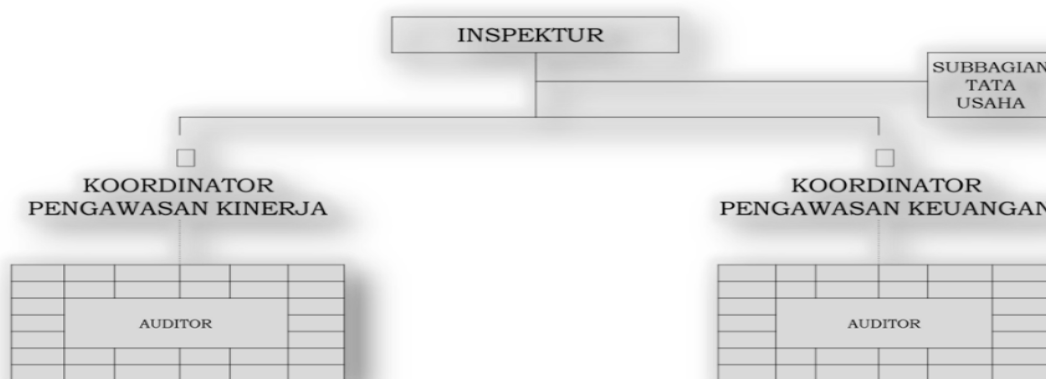 INSPEKTUR
SUBBAGIAN
TATA
USAHA
KOORDINATOR
PENGAWASAN KINERJA
KOORDINATOR
PENGAWASAN KEUANGAN
AUDITOR
AUDITOR